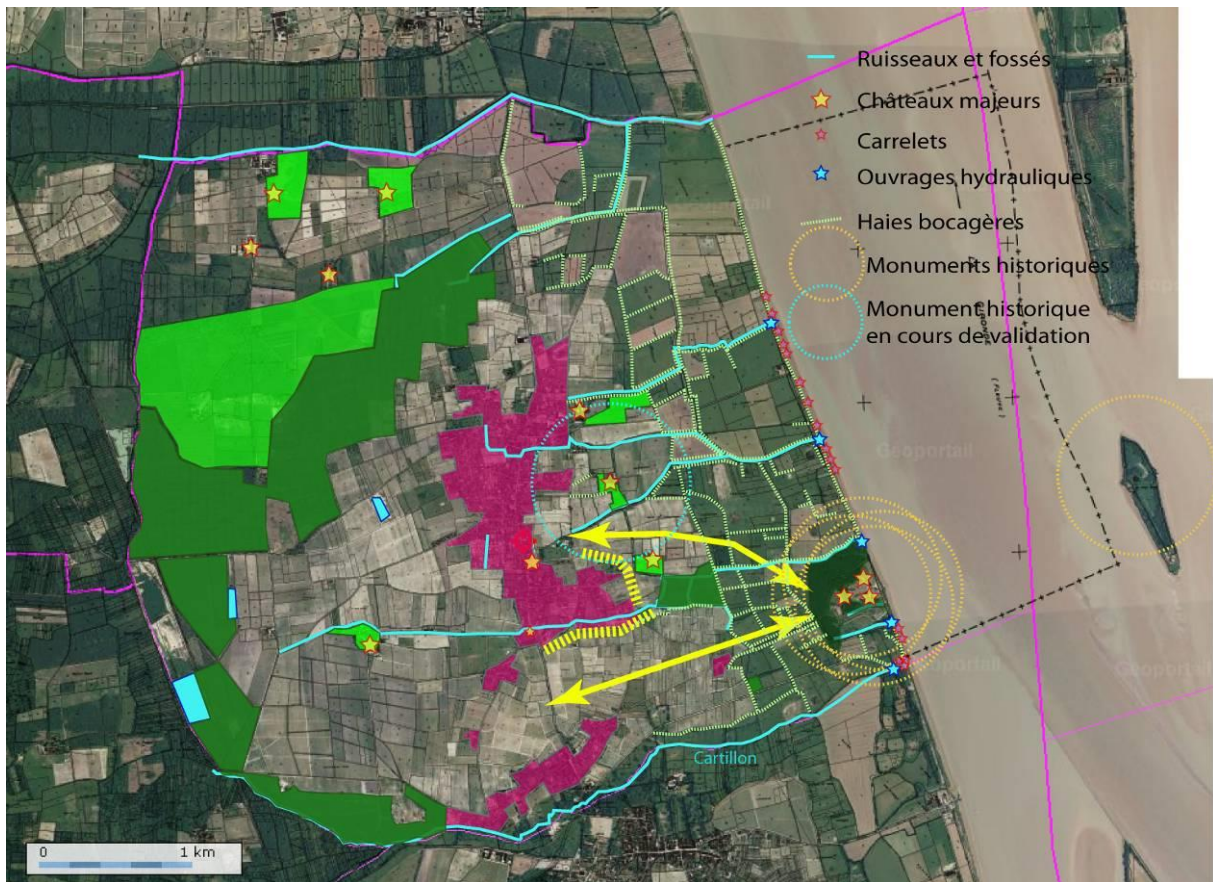 Ruisseaux et fossés
Châteaux majeurs
Carrelets
Ouvrages hydrauliques
Haies bocagères
Monuments historiques
Monument historique
en cours de validation
Geoportail
Geoportail
Geoportail
Cartillon
0 1 km